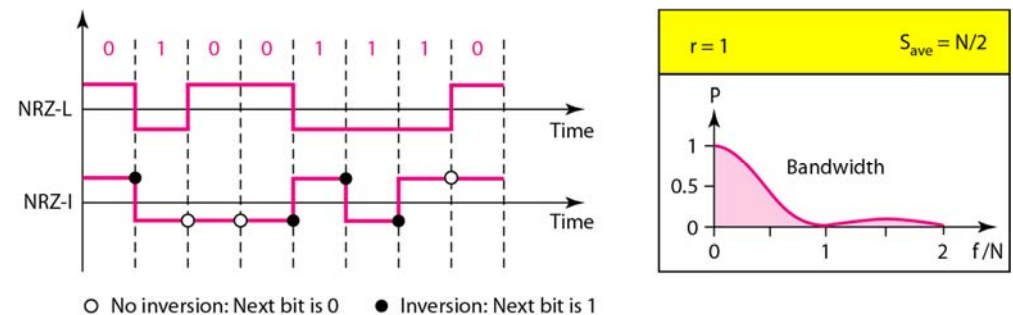 0 1 0 0 1 1 1 0
NRZ-L
Time
NRZ-I
Time
○ No inversion: Next bit is 0 ● Inversion: Next bit is 1
r = 1 Save = N/2
P
1
Bandwidth
0.5
0
0 1 2 f/N